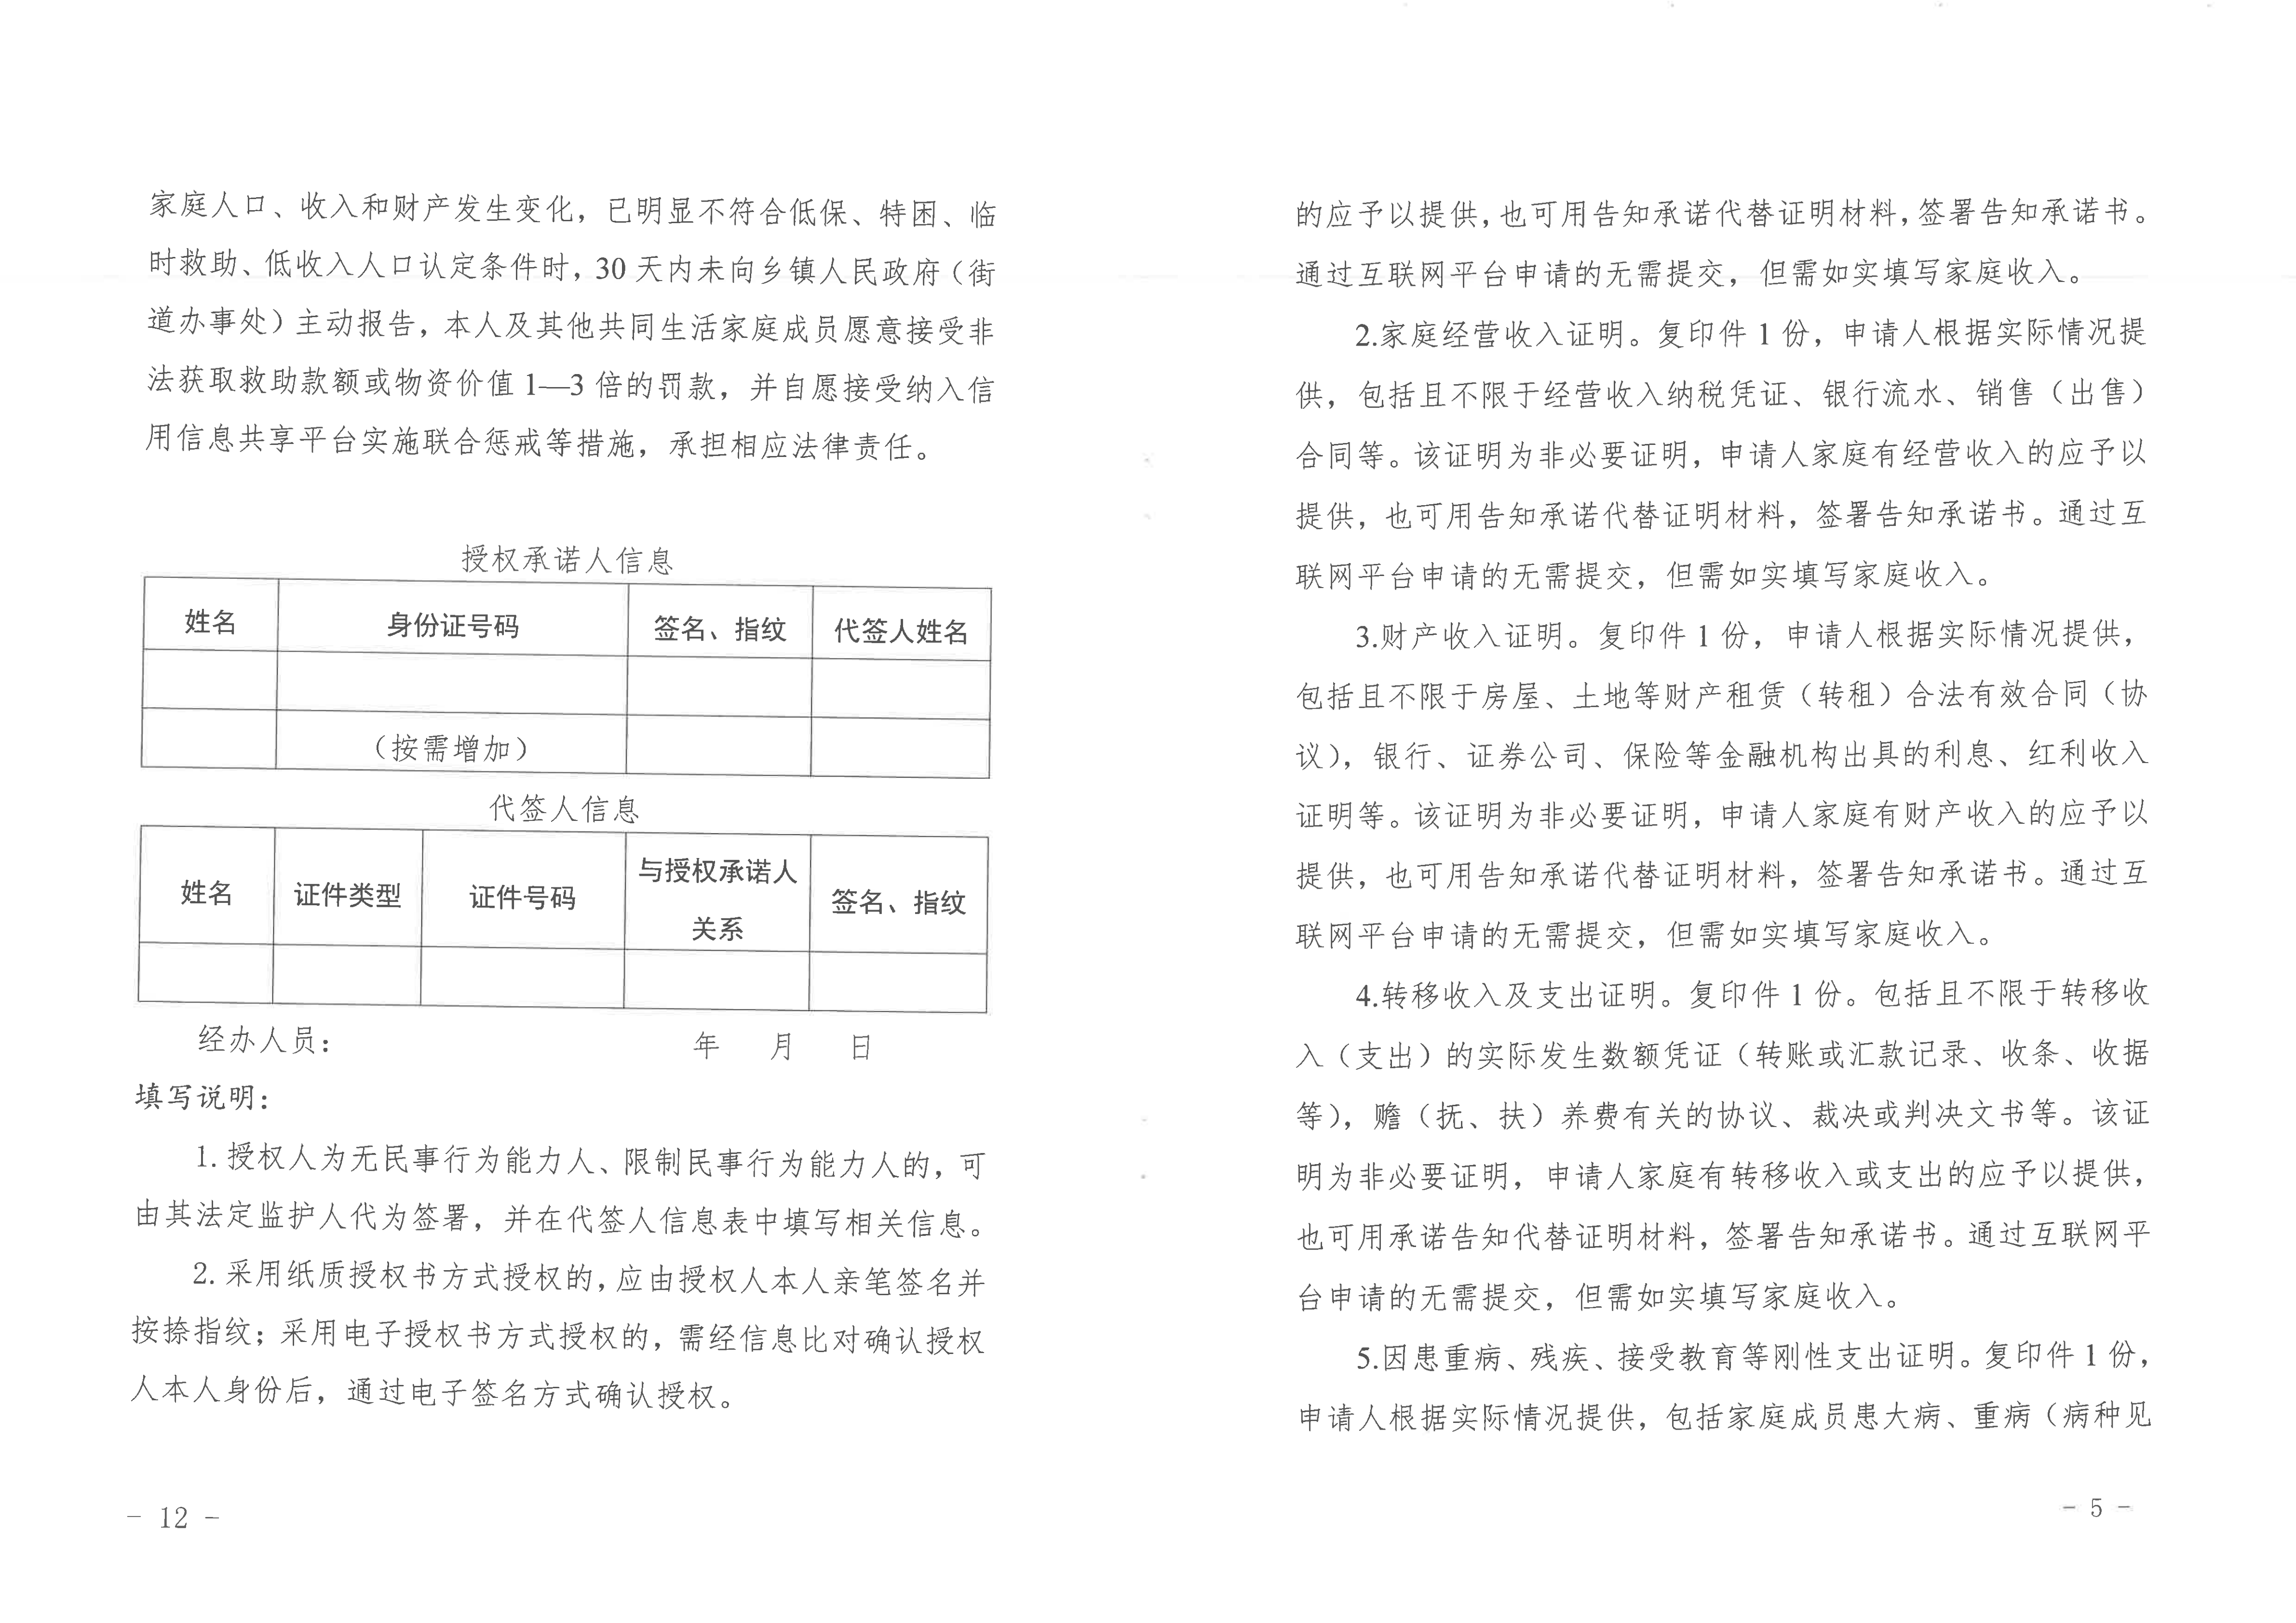 家庭人口、收入和财产发生变化，已明显不符合低保、特困、临
时救助、低收入人口认定条件时，30 天内未向乡镇人民政府（街
道办事处）主动报告，本人及其他共同生活家庭成员愿意接受非
法获取救助款额或物资价值 1—3 倍的罚款，并自愿接受纳入信
用信息共享平台实施联合惩戒等措施，承担相应法律责任。
授权承诺人信息
姓名 身份证号码 签名、指纹 代签人姓名
（按需增加）
代签人信息
姓名 证件类型 证件号码 与授权承诺人关系 签名、指纹
经办人员： 年 月 日
填写说明：
1. 授权人为无民事行为能力人、限制民事行为能力人的，可
由其法定监护人代为签署，并在代签人信息表中填写相关信息。
2. 采用纸质授权书方式授权的，应由授权人本人亲笔签名并
按捺指纹；采用电子授权书方式授权的，需经信息比对确认授权
人本人身份后，通过电子签名方式确认授权。
- 12 -
的应予以提供，也可用告知承诺代替证明材料，签署告知承诺书。
通过互联网平台申请的无需提交，但需如实填写家庭收入。
2.家庭经营收入证明。复印件 1 份，申请人根据实际情况提
供，包括且不限于经营收入纳税凭证、银行流水、销售（出售）
合同等。该证明为非必要证明，申请人家庭有经营收入的应予以
提供，也可用告知承诺代替证明材料，签署告知承诺书。通过互
联网平台申请的无需提交，但需如实填写家庭收入。
3.财产收入证明。复印件 1 份，申请人根据实际情况提供，
包括且不限于房屋、土地等财产租赁（转租）合法有效合同（协
议），银行、证券公司、保险等金融机构出具的利息、红利收入
证明等。该证明为非必要证明，申请人家庭有财产收入的应予以
提供，也可用告知承诺代替证明材料，签署告知承诺书。通过互
联网平台申请的无需提交，但需如实填写家庭收入。
4.转移收入及支出证明。复印件 1 份。包括且不限于转移收
入（支出）的实际发生数额凭证（转账或汇款记录、收条、收据
等），赡（抚、扶）养费有关的协议、裁决或判决文书等。该证
明为非必要证明，申请人家庭有转移收入或支出的应予以提供，
也可用承诺告知代替证明材料，签署告知承诺书。通过互联网平
台申请的无需提交，但需如实填写家庭收入。
5.因患重病、残疾、接受教育等刚性支出证明。复印件 1 份，
申请人根据实际情况提供，包括家庭成员患大病、重病（病种见
- 5 -